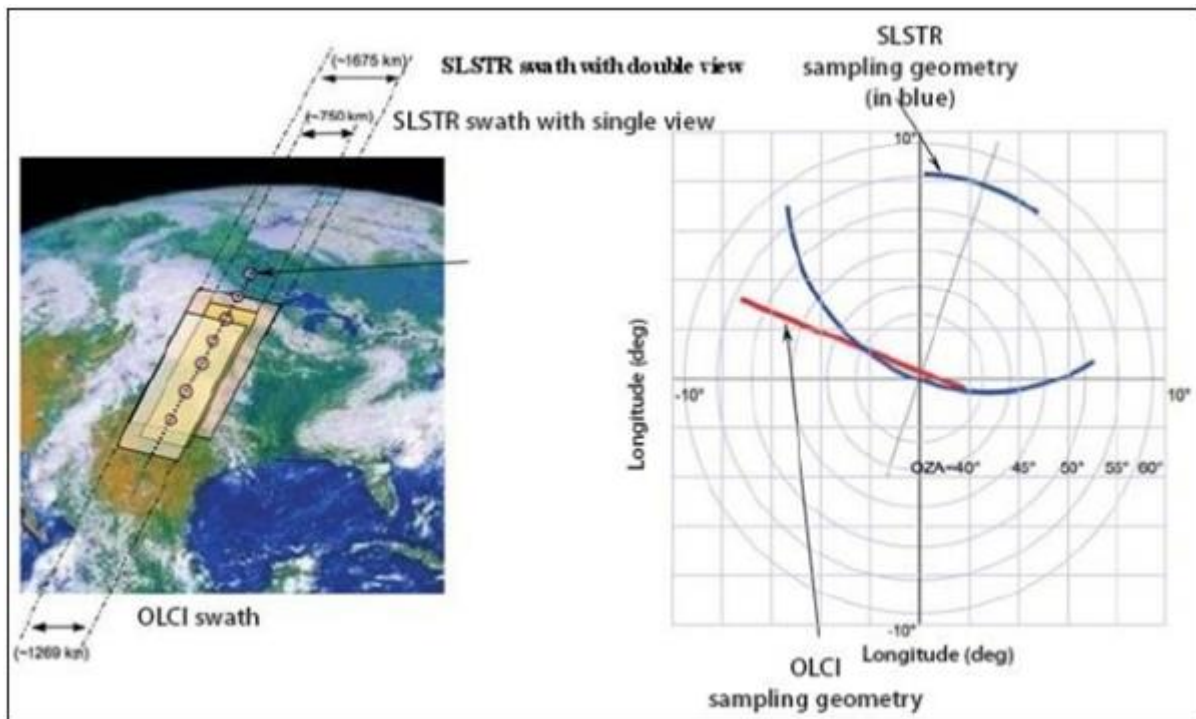 (~1675 km)
SLSTR swath with double view
(~750 km)
SLSTR swath with single view
OLCI swath
(~1269 km)
SLSTR
sampling geometry
(in blue)
10°
Longitude (deg)
-10°
10°
OZA=40° 45° 50° 55° 60°
-10°
Longitude (deg)
OLCI
sampling geometry